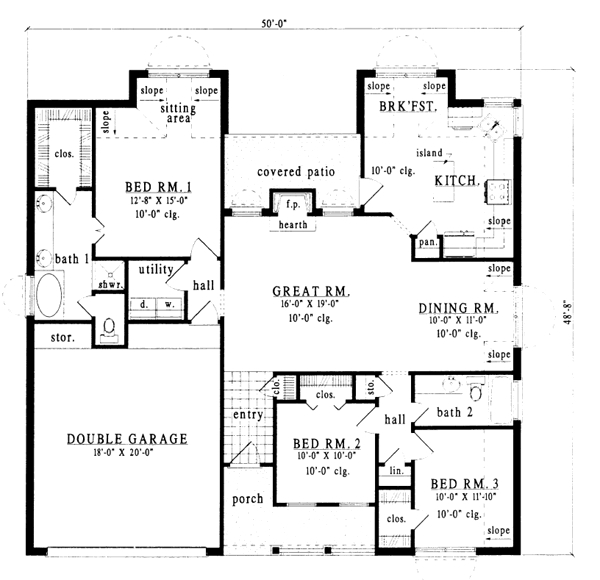 50'-0"
slope
slope
sitting
area
slope
clos.
BED RM. 1
12'-8" X 15'-0"
10'-0" clg.
covered patio
f.p.
hearth
slope
slope
BRK'FST.
island
10'-0" clg.
KITCH.
slope
pan.
bath 1
shwr.
utility
d.
w.
hall
GREAT RM.
16'-0" X 19'-0"
10'-0" clg.
slope
DINING RM.
10'-0" X 11'-0"
10'-0" clg.
slope
48'-8"
stor.
DOUBLE GARAGE
18'-0" X 20'-0"
entry
clo.
clos.
sto.
BED RM. 2
10'-0" X 10'-0"
10'-0" clg.
hall
bath 2
lin.
porch
BED RM. 3
10'-0" X 11'-10"
10'-0" clg.
clos.
slope